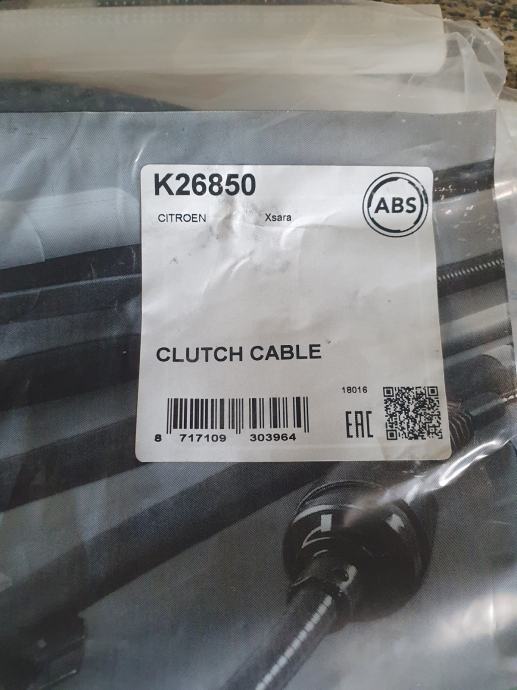 K26850
ABS
CITROEN Xsara
CLUTCH CABLE
18016
8 717109 303964
EAC